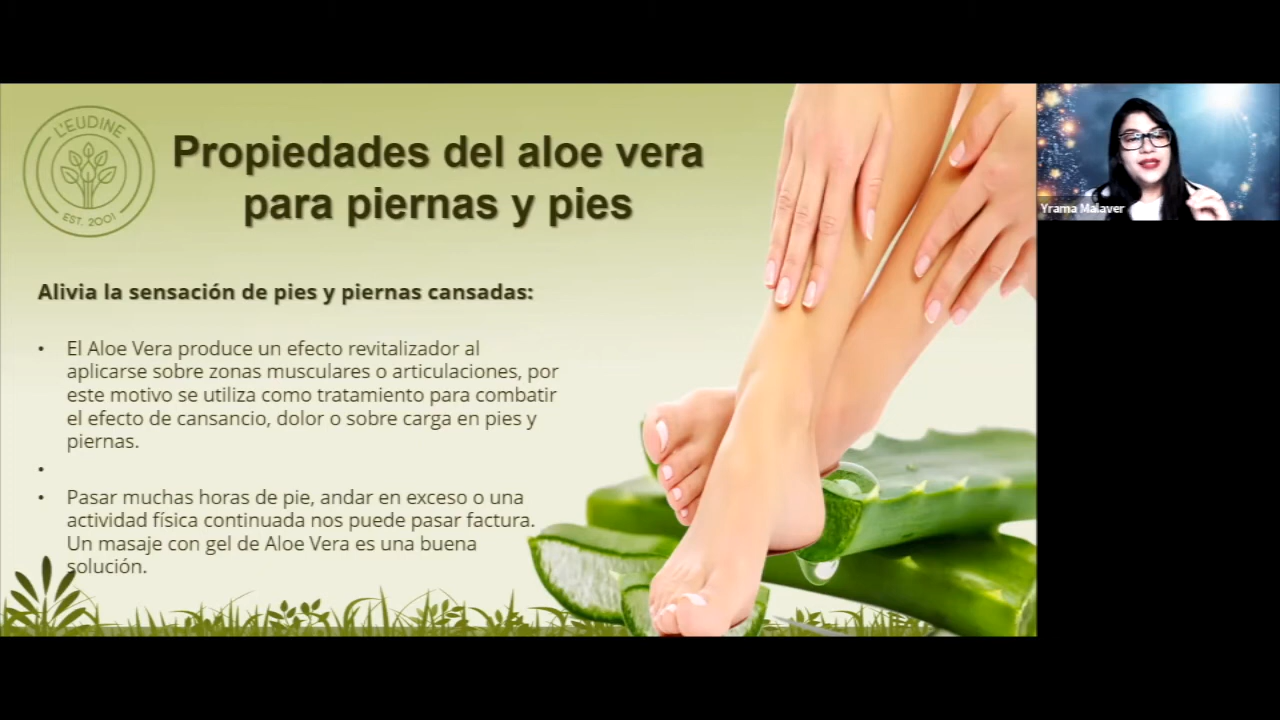 L'EUDINE
EST. 2001
Propiedades del aloe vera
para piernas y pies
Yrama Malaver
Alivia la sensación de pies y piernas cansadas:
• El Aloe Vera produce un efecto revitalizador al
aplicarse sobre zonas musculares o articulaciones, por
este motivo se utiliza como tratamiento para combatir
el efecto de cansancio, dolor o sobre carga en pies y
piernas.
•
• Pasar muchas horas de pie, andar en exceso o una
actividad física continuada nos puede pasar factura.
Un masaje con gel de Aloe Vera es una buena
solución.